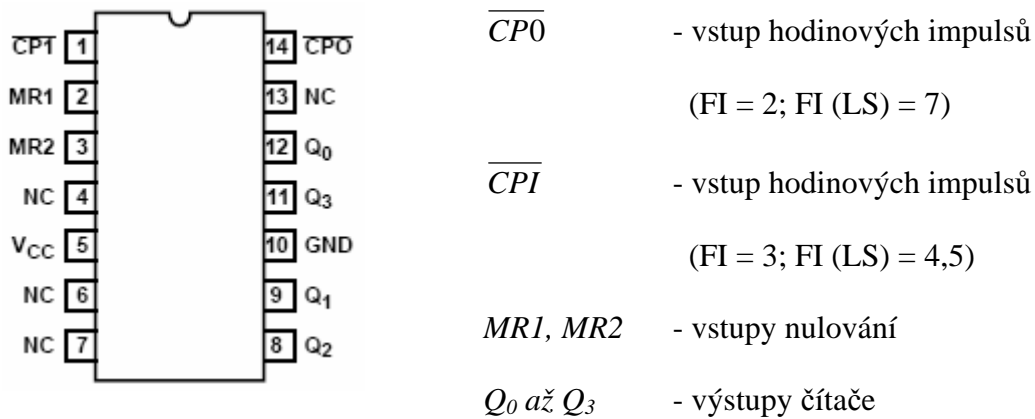 CP1 1 14 CP0
MR1 2 13 NC
MR2 3 12 Q0
NC 4 11 Q3
VCC 5 10 GND
NC 6 9 Q1
NC 7 8 Q2
CP0 - vstup hodinových impulsů
(FI = 2; FI (LS) = 7)
CPI - vstup hodinových impulsů
(FI = 3; FI (LS) = 4,5)
MR1, MR2 - vstupy nulování
Q0 až Q3 - výstupy čítače